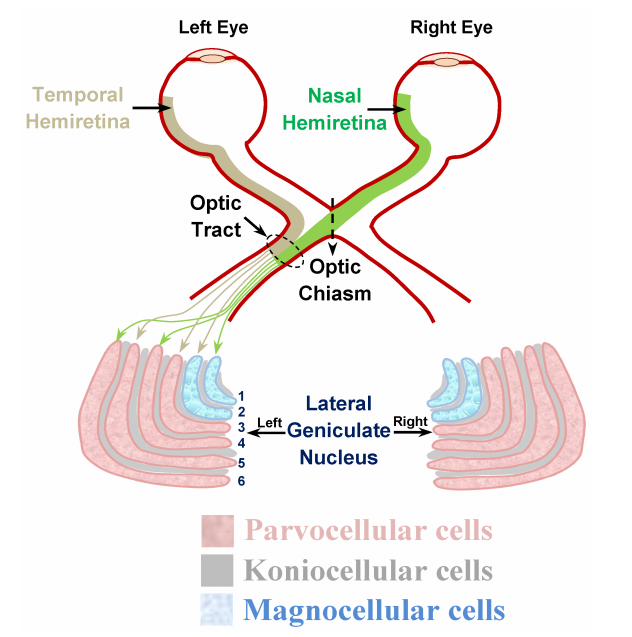 Left Eye
Right Eye
Temporal
Hemiretina
Nasal
Hemiretina
Optic
Tract
Optic
Chiasm
1
2
3
4
5
6
Left
Lateral
Geniculate
Nucleus
Right
Parvocellular cells
Koniocellular cells
Magnocellular cells